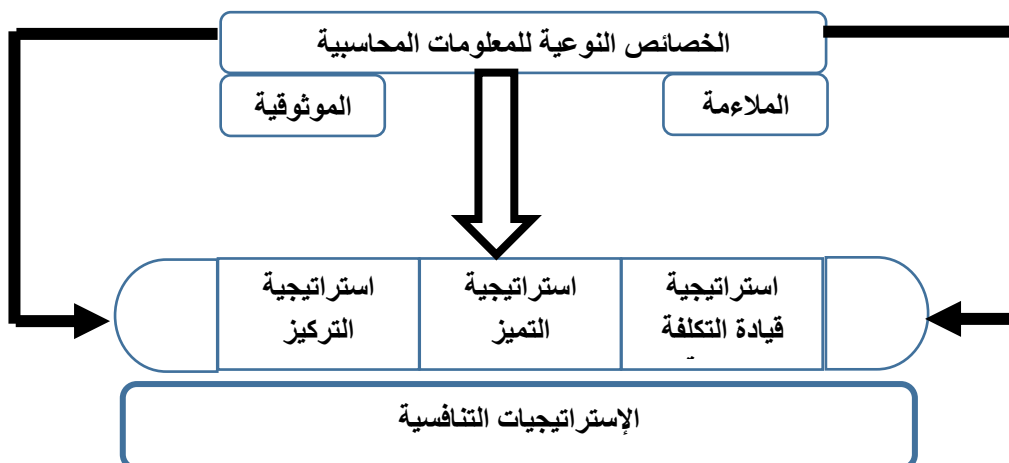 الخصائص النوعية للمعلومات المحاسبية
الملاءمة
الموثوقية
استراتيجية
قيادة التكلفة
استراتيجية
التميز
استراتيجية
التركيز
الإستراتيجيات التنافسية